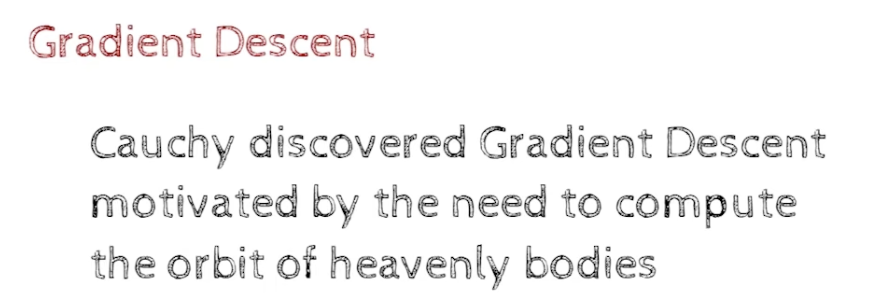 Gradient Descent
Cauchy discovered Gradient Descent
motivated by the need to compute
the orbit of heavenly bodies